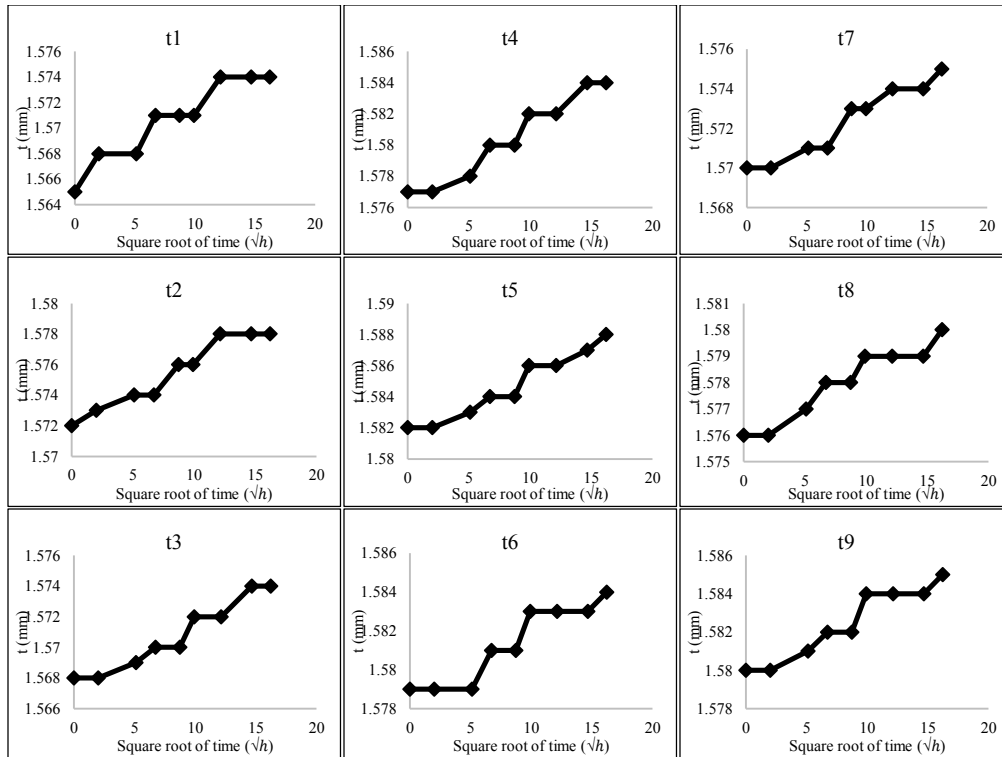 t1
1.576
1.574
1.572
1.57
1.568
1.566
1.564
t (mm)
0 5 10 15 20
Square root of time (√h)
t4
1.586
1.584
1.582
1.58
1.578
1.576
t (mm)
0 5 10 15 20
Square root of time (√h)
t7
1.576
1.574
1.572
1.57
1.568
t (mm)
0 5 10 15 20
Square root of time (√h)
t2
1.58
1.578
1.576
1.574
1.572
1.57
t (mm)
0 5 10 15 20
Square root of time (√h)
t5
1.59
1.588
1.586
1.584
1.582
1.58
t (mm)
0 5 10 15 20
Square root of time (√h)
t8
1.581
1.58
1.579
1.578
1.577
1.576
1.575
t (mm)
0 5 10 15 20
Square root of time (√h)
t3
1.576
1.574
1.572
1.57
1.568
1.566
t (mm)
0 5 10 15 20
Square root of time (√h)
t6
1.586
1.584
1.582
1.58
1.578
t (mm)
0 5 10 15 20
Square root of time (√h)
t9
1.586
1.584
1.582
1.58
1.578
t (mm)
0 5 10 15 20
Square root of time (√h)